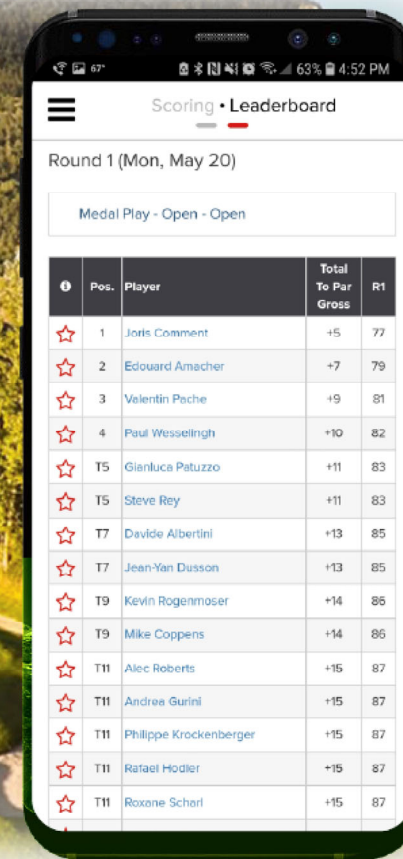 67°
63% 4:52 PM
Scoring • Leaderboard
Round 1 (Mon, May 20)
Medal Play - Open - Open
Pos. Player Total To Par Gross R1
1 Joris Comment +5 77
2 Edouard Amacher +7 79
3 Valentin Pache +9 81
4 Paul Wesselingh +10 82
T5 Gianluca Patuzzo +11 83
T5 Steve Rey +11 83
T7 Davide Albertini +13 85
T7 Jean-Yan Dusson +13 85
T9 Kevin Rogenmoser +14 86
T9 Mike Coppens +14 86
T11 Alec Roberts +15 87
T11 Andrea Gurini +15 87
T11 Philippe Krockenberger +15 87
T11 Rafael Hodler +15 87
T11 Roxane Scharl +15 87